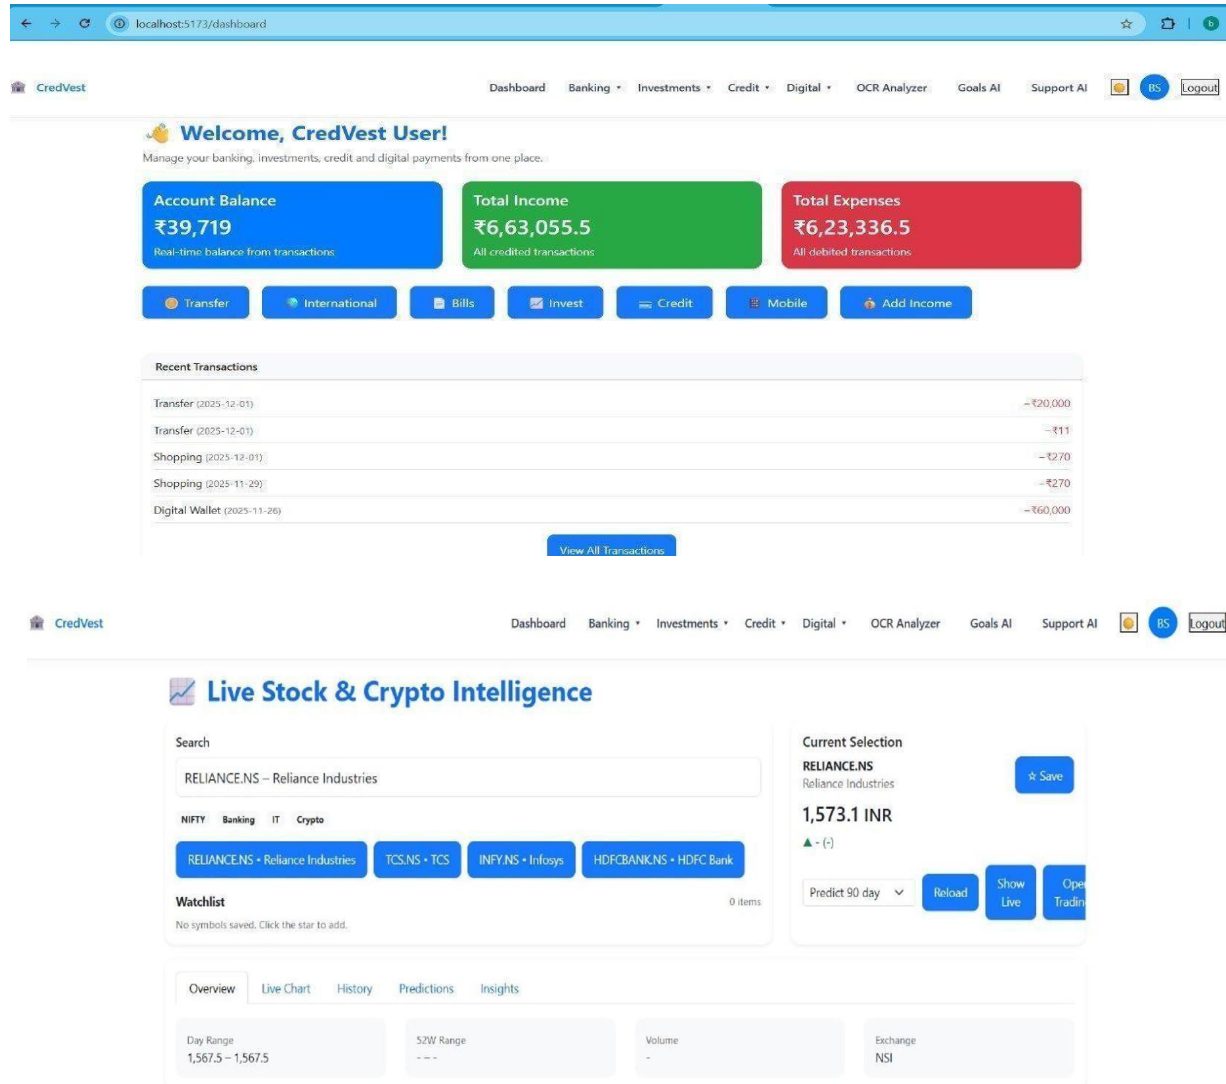 localhost:5173/dashboard
b
CredVest Dashboard Banking Investments Credit Digital OCR Analyzer Goals AI Support AI BS Logout
Welcome, CredVest User!
Manage your banking, investments, credit and digital payments from one place.
Account Balance
₹39,719
Real-time balance from transactions
Total Income
₹6,63,055.5
All credited transactions
Total Expenses
₹6,23,336.5
All debited transactions
Transfer International Bills Invest Credit Mobile Add Income
Recent Transactions
Transfer (2025-12-01) −₹20,000
Transfer (2025-12-01) −₹11
Shopping (2025-12-01) −₹270
Shopping (2025-11-29) −₹270
Digital Wallet (2025-11-26) −₹60,000
View All Transactions
CredVest Dashboard Banking Investments Credit Digital OCR Analyzer Goals AI Support AI BS Logout
Live Stock & Crypto Intelligence
Search
RELIANCE.NS – Reliance Industries
NIFTY Banking IT Crypto
RELIANCE.NS • Reliance Industries TCS.NS • TCS INFY.NS • Infosys HDFCBANK.NS • HDFC Bank
Watchlist 0 items
No symbols saved. Click the star to add.
Current Selection
RELIANCE.NS
Reliance Industries
☆ Save
1,573.1 INR
▲ - (-)
Predict 90 day Reload Show Live Ope Tradin
Overview Live Chart History Predictions Insights
Day Range 52W Range Volume Exchange
1,567.5 – 1,567.5 - – - - NSI